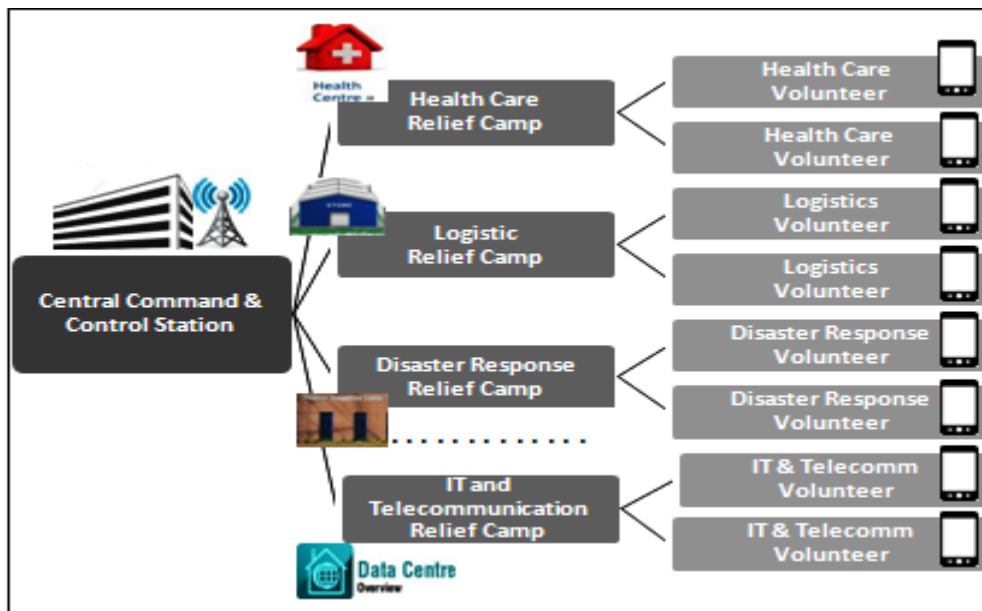 Health
Centre
Health Care
Relief Camp
Health Care
Volunteer
Health Care
Volunteer
Central Command &
Control Station
STORE
Logistic
Relief Camp
Logistics
Volunteer
Logistics
Volunteer
Disaster Response
Relief Camp
Disaster Response
Volunteer
Disaster Response
Volunteer
. . . . . . . . . . . . .
IT and
Telecommunication
Relief Camp
IT & Telecomm
Volunteer
IT & Telecomm
Volunteer
Data Centre
Overview